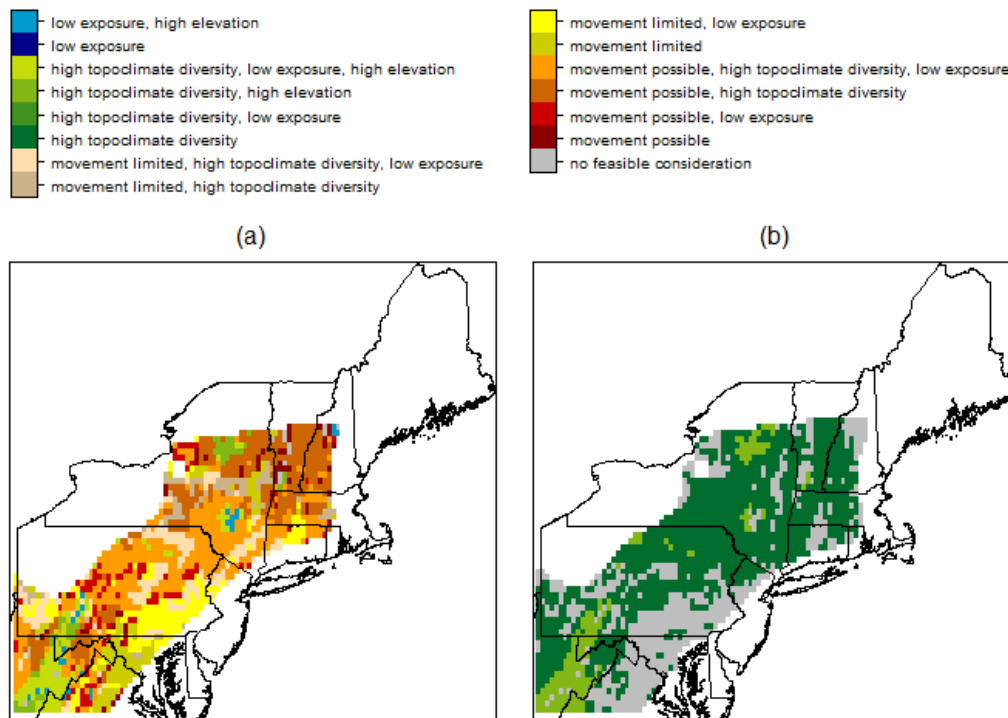 low exposure, high elevation
low exposure
high topoclimate diversity, low exposure, high elevation
high topoclimate diversity, high elevation
high topoclimate diversity, low exposure
high topoclimate diversity
movement limited, high topoclimate diversity, low exposure
movement limited, high topoclimate diversity
movement limited, low exposure
movement limited
movement possible, high topoclimate diversity, low exposure
movement possible, high topoclimate diversity
movement possible, low exposure
movement possible
no feasible consideration
(a)
(b)